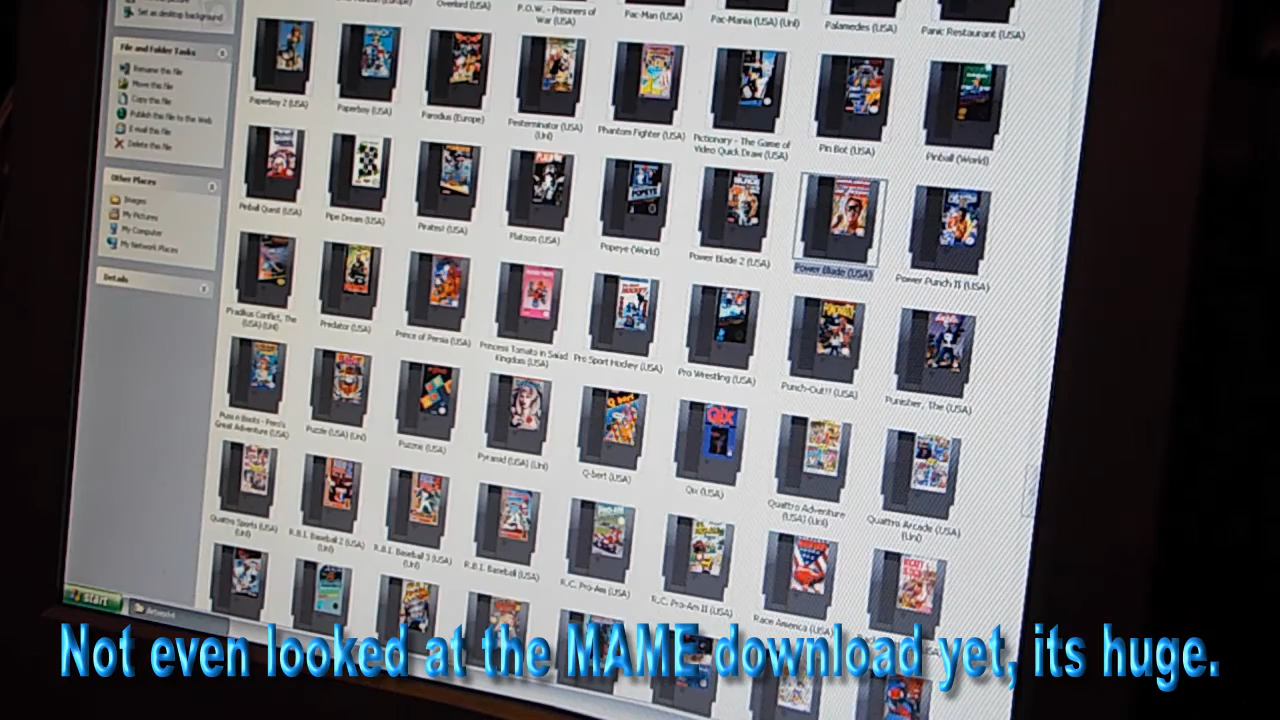 Set as desktop background
Overlord (USA)
P.O.W. - Prisoners of
War (USA)
Pac-Man (USA)
Pac-Mania (USA) (Unl)
Palamedes (USA)
Panic Restaurant (USA)
File and Folder Tasks
Rename this file
Move this file
Copy this file
Publish this file to the Web
E-mail this file
Delete this file
Paperboy 2 (USA)
Paperboy (USA)
Parodius (Europe)
Pesterminator (USA)
(Unl)
Phantom Fighter (USA)
Pictionary - The Game of
Video Quick Draw (USA)
Pin Bot (USA)
Pinball (World)
Other Places
Images
My Pictures
My Computer
My Network Places
Details
Pinball Quest (USA)
Pipe Dream (USA)
Pirates! (USA)
Platoon (USA)
Popeye (World)
Power Blade 2 (USA)
Power Blade (USA)
Power Punch II (USA)
P'radikus Conflict, The
(USA) (Unl)
Predator (USA)
Prince of Persia (USA)
Princess Tomato in Salad
Kingdom (USA)
Pro Sport Hockey (USA)
Pro Wrestling (USA)
Punch-Out!! (USA)
Punisher, The (USA)
Puss n Boots - Pero's
Great Adventure (USA)
Puzzle (USA) (Unl)
Puzznic (USA)
Pyramid (USA) (Unl)
Q-bert (USA)
Qix (USA)
Quattro Adventure
(USA) (Unl)
Quattro Arcade (USA)
(Unl)
Quattro Sports (USA)
(Unl)
R.B.I. Baseball 2 (USA)
(Unl)
R.B.I. Baseball 3 (USA)
(Unl)
R.B.I. Baseball (USA)
R.C. Pro-Am (USA)
R.C. Pro-Am II (USA)
Race America (USA)
start
Artwork
Not even looked at the MAME download yet, its huge.